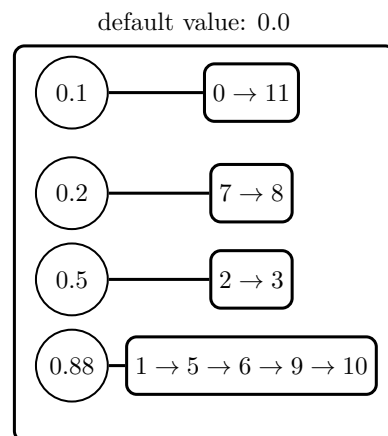 default value: 0.0
0.1 0 → 11
0.2 7 → 8
0.5 2 → 3
0.88 1 → 5 → 6 → 9 → 10